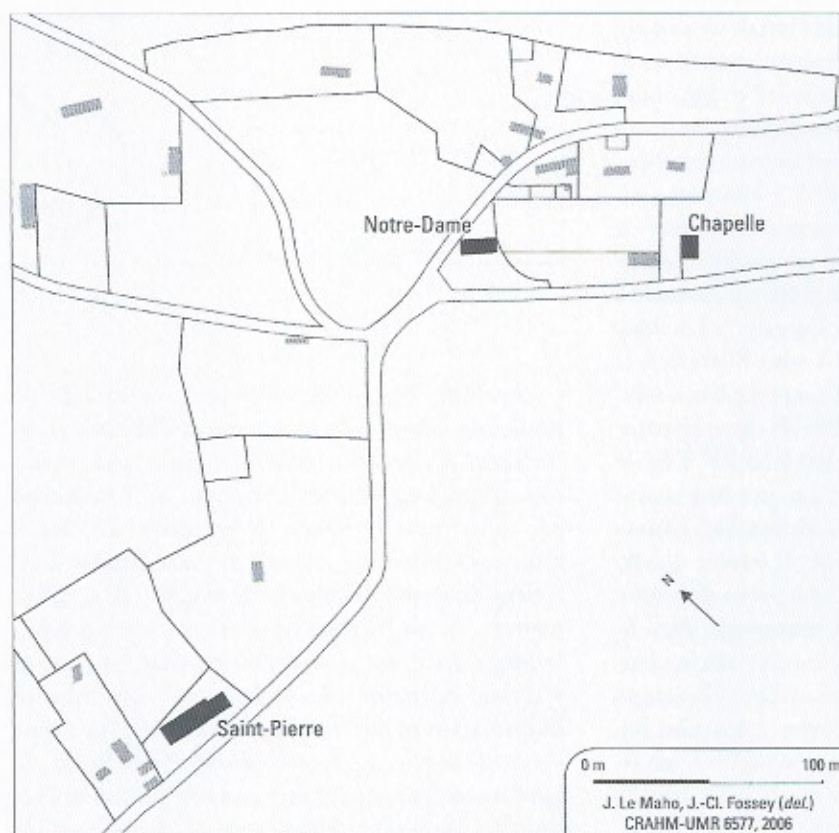 Notre-Dame
Chapelle
N
Saint-Pierre
0 m 100 m
J. Le Maho, J.-Cl. Fossey (del.)
CRAHM-UMR 6577, 2006